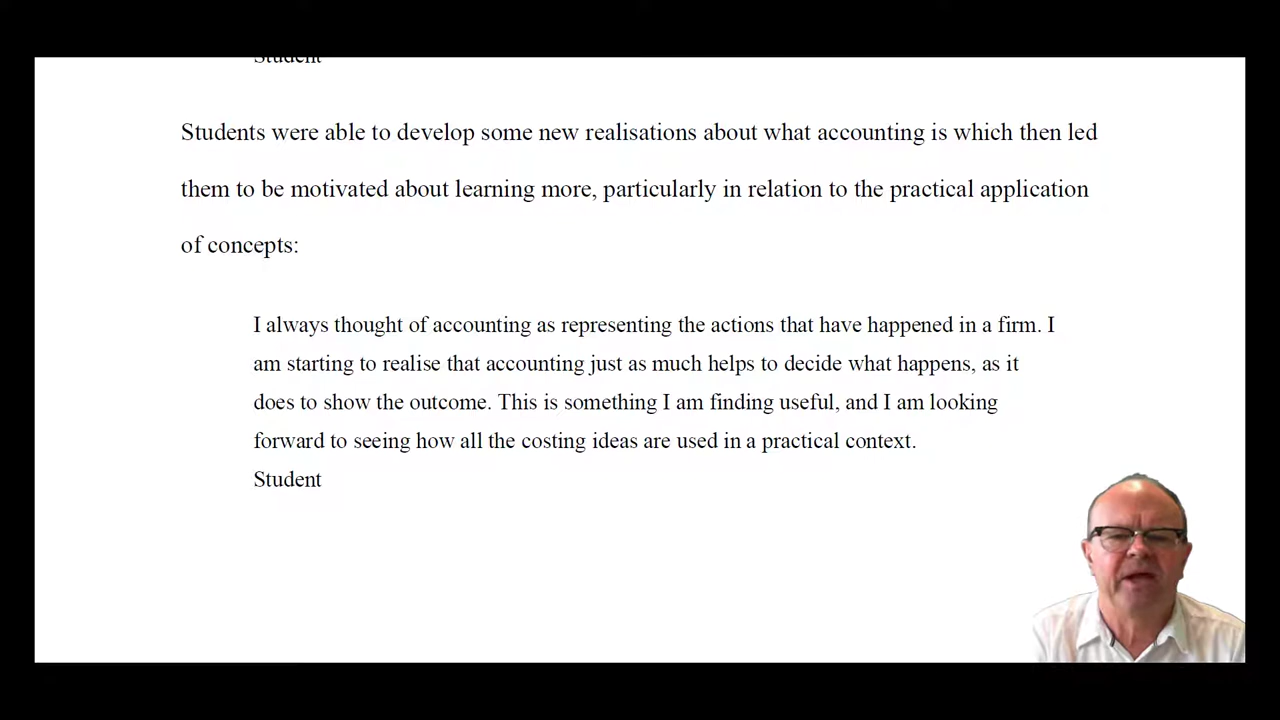 Student
Students were able to develop some new realisations about what accounting is which then led
them to be motivated about learning more, particularly in relation to the practical application
of concepts:
I always thought of accounting as representing the actions that have happened in a firm. I
am starting to realise that accounting just as much helps to decide what happens, as it
does to show the outcome. This is something I am finding useful, and I am looking
forward to seeing how all the costing ideas are used in a practical context.
Student